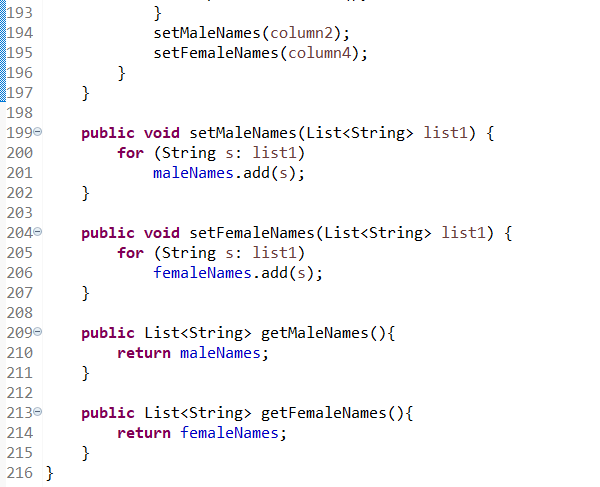 193             }
194             setMaleNames(column2);
195             setFemaleNames(column4);
196         }
197     }
198
199     public void setMaleNames(List<String> list1) {
200         for (String s: list1)
201             maleNames.add(s);
202     }
203
204     public void setFemaleNames(List<String> list1) {
205         for (String s: list1)
206             femaleNames.add(s);
207     }
208
209     public List<String> getMaleNames(){
210         return maleNames;
211     }
212
213     public List<String> getFemaleNames(){
214         return femaleNames;
215     }
216 }